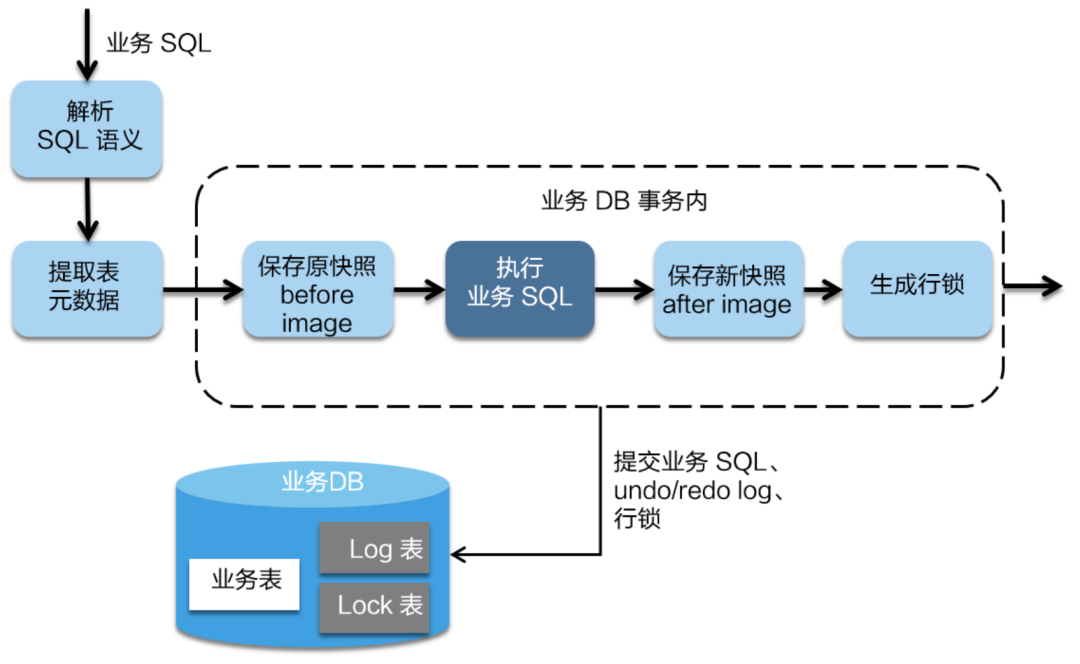 业务 SQL
解析
SQL 语义
提取表
元数据
业务 DB 事务内
保存原快照
before
image
执行
业务 SQL
保存新快照
after image
生成行锁
提交业务 SQL、
undo/redo log、
行锁
业务DB
业务表
Log 表
Lock 表